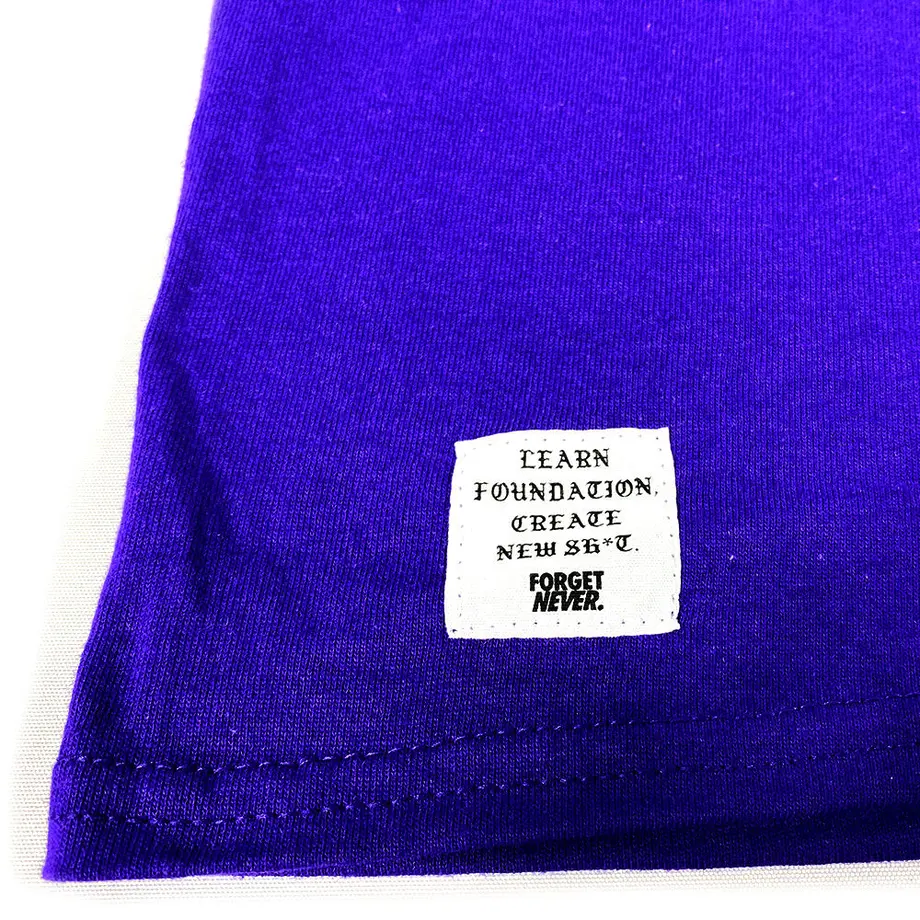 LEARN
FOUNDATION,
CREATE
NEW SH*T.
FORGET
NEVER.